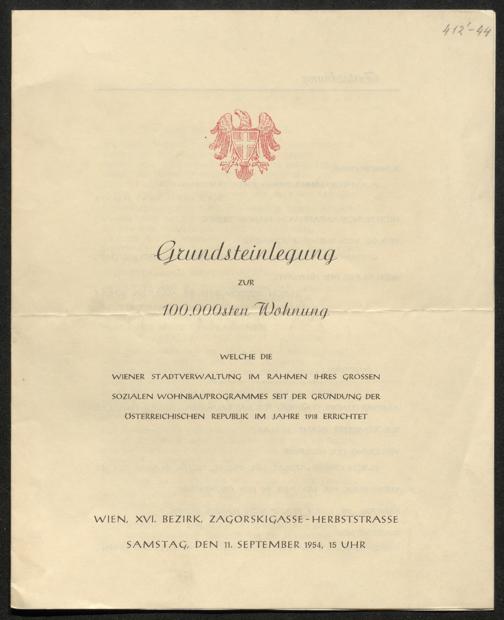 412'-44
Grundsteinlegung
ZUR
100.000sten Wohnung
WELCHE DIE
WIENER STADTVERWALTUNG IM RAHMEN IHRES GROSSEN
SOZIALEN WOHNBAUPROGRAMMES SEIT DER GRÜNDUNG DER
ÖSTERREICHISCHEN REPUBLIK IM JAHRE 1918 ERRICHTET
WIEN, XVI. BEZIRK, ZAGORSKIGASSE-HERBSTSTRASSE
SAMSTAG, DEN 11. SEPTEMBER 1954, 15 UHR